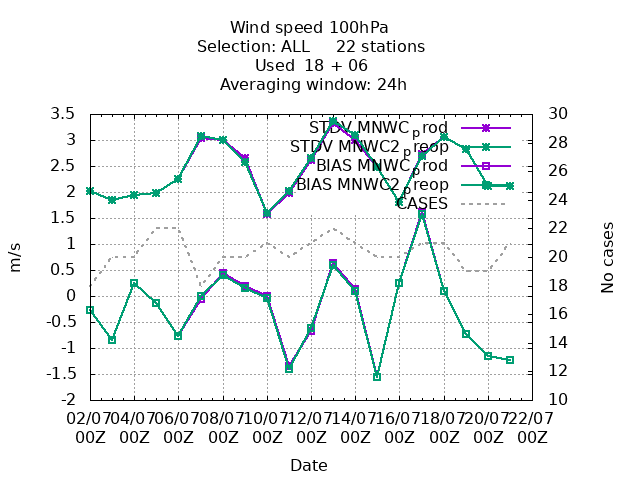 Wind speed 100hPa
Selection: ALL 22 stations
Used 18 + 06
Averaging window: 24h
STDV MNWC_prod
STDV MNWC2_preop
BIAS MNWC_prod
BIAS MNWC2_preop
CASES
3.5
3
2.5
2
1.5
1
0.5
0
-0.5
-1
-1.5
-2
m/s
30
28
26
24
22
20
18
16
14
12
10
No cases
02/07 04/07 06/07 08/07 10/07 12/07 14/07 16/07 18/07 20/07 22/07
00Z 00Z 00Z 00Z 00Z 00Z 00Z 00Z 00Z 00Z 00Z
Date